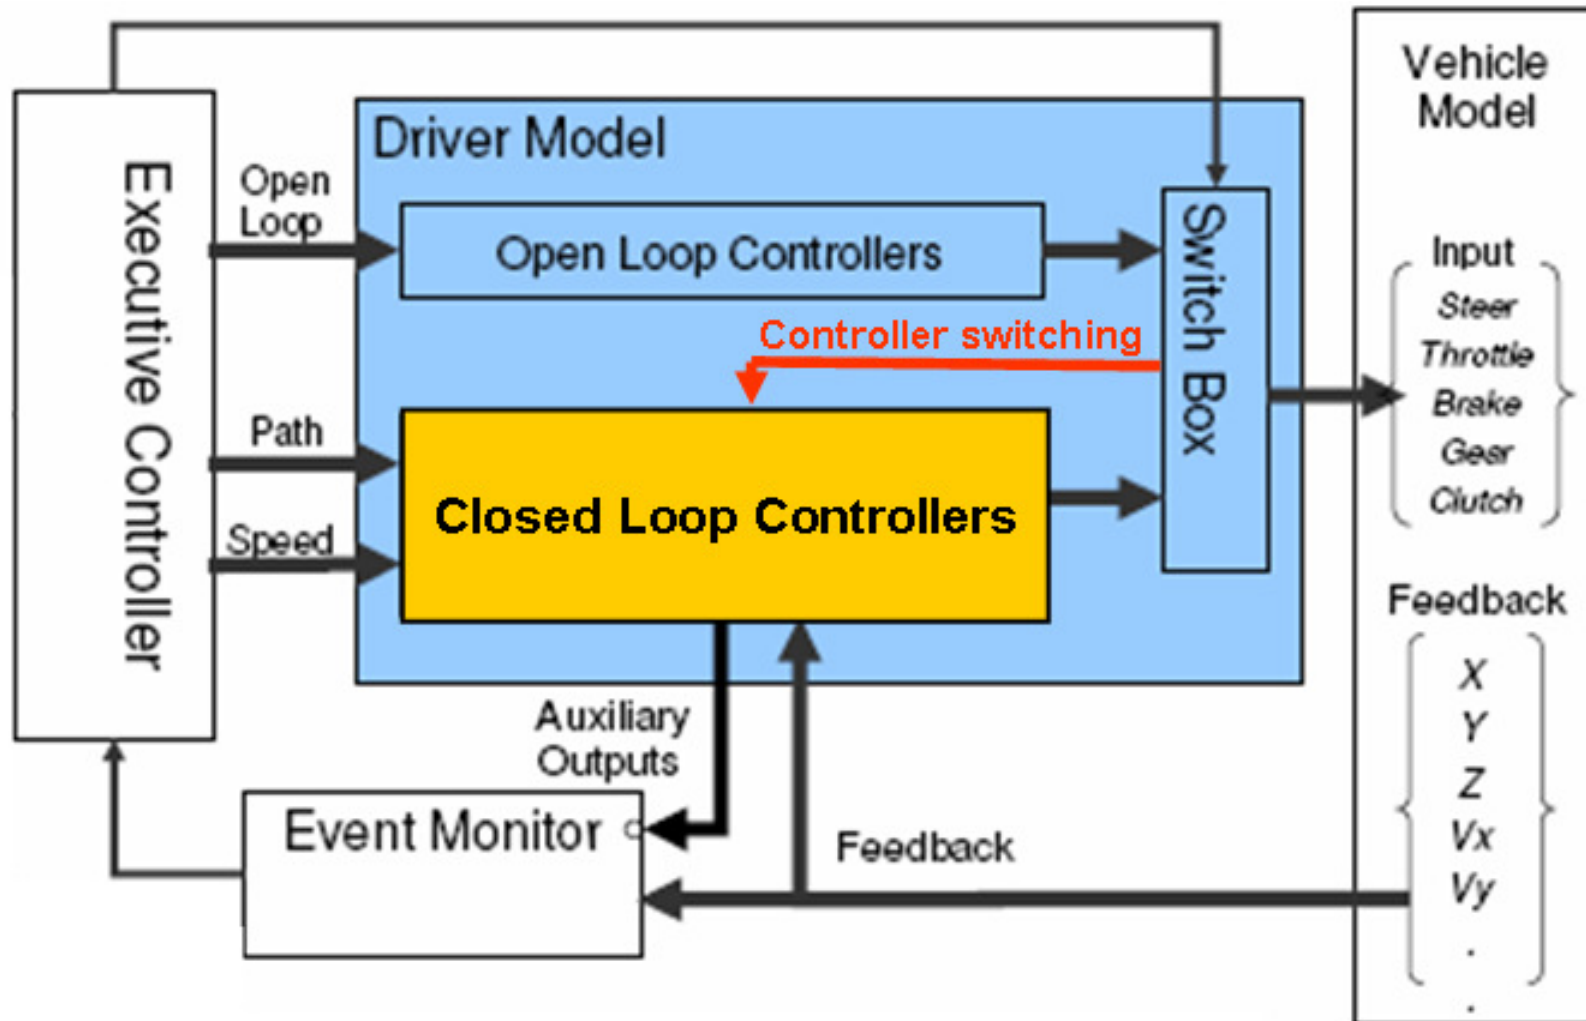 Executive Controller
Open
Loop
Path
Speed
Driver Model
Open Loop Controllers
Controller switching
Closed Loop Controllers
Switch Box
Auxiliary
Outputs
Event Monitor
Feedback
Vehicle
Model
Input
Steer
Throttle
Brake
Gear
Clutch
Feedback
X
Y
Z
Vx
Vy
.
.